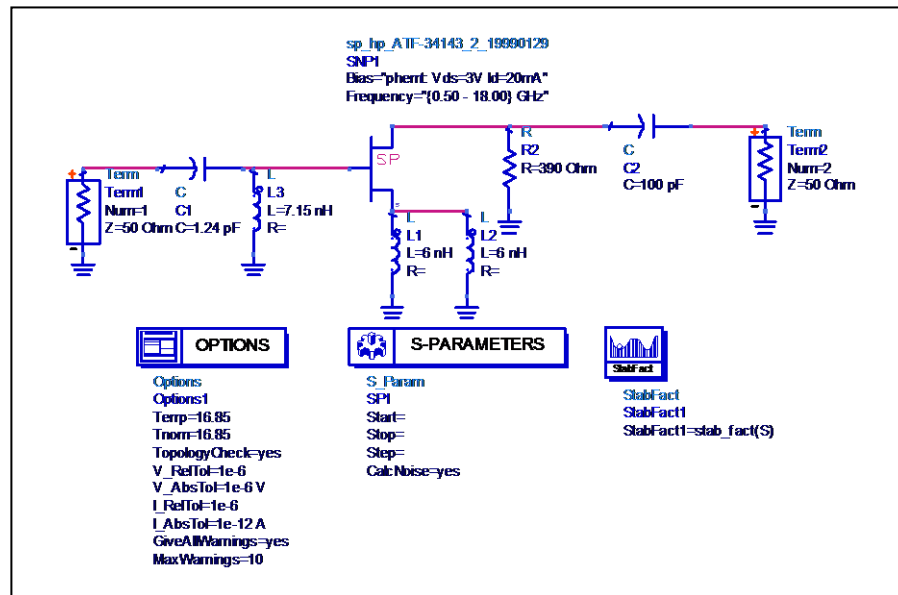 sp_hp_ATF-34143_2_19990129
SNP1
Bias="phemt: Vds=3V Id=20mA"
Frequency="{0.50 - 18.00} GHz"
SP
Term
Term1
Num=1
Z=50 Ohm
C
C1
C=1.24 pF
L
L3
L=7.15 nH
R=
L
L1
L=6 nH
R=
L
L2
L=6 nH
R=
R
R2
R=390 Ohm
C
C2
C=100 pF
Term
Term2
Num=2
Z=50 Ohm
OPTIONS
Options
Options1
Temp=16.85
Tnom=16.85
TopologyCheck=yes
V_RelTol=1e-6
V_AbsTol=1e-6 V
I_RelTol=1e-6
I_AbsTol=1e-12 A
GiveAllWarnings=yes
MaxWarnings=10
S-PARAMETERS
S_Param
SP1
Start=
Stop=
Step=
CalcNoise=yes
StabFact
StabFact
StabFact1
StabFact1=stab_fact(S)